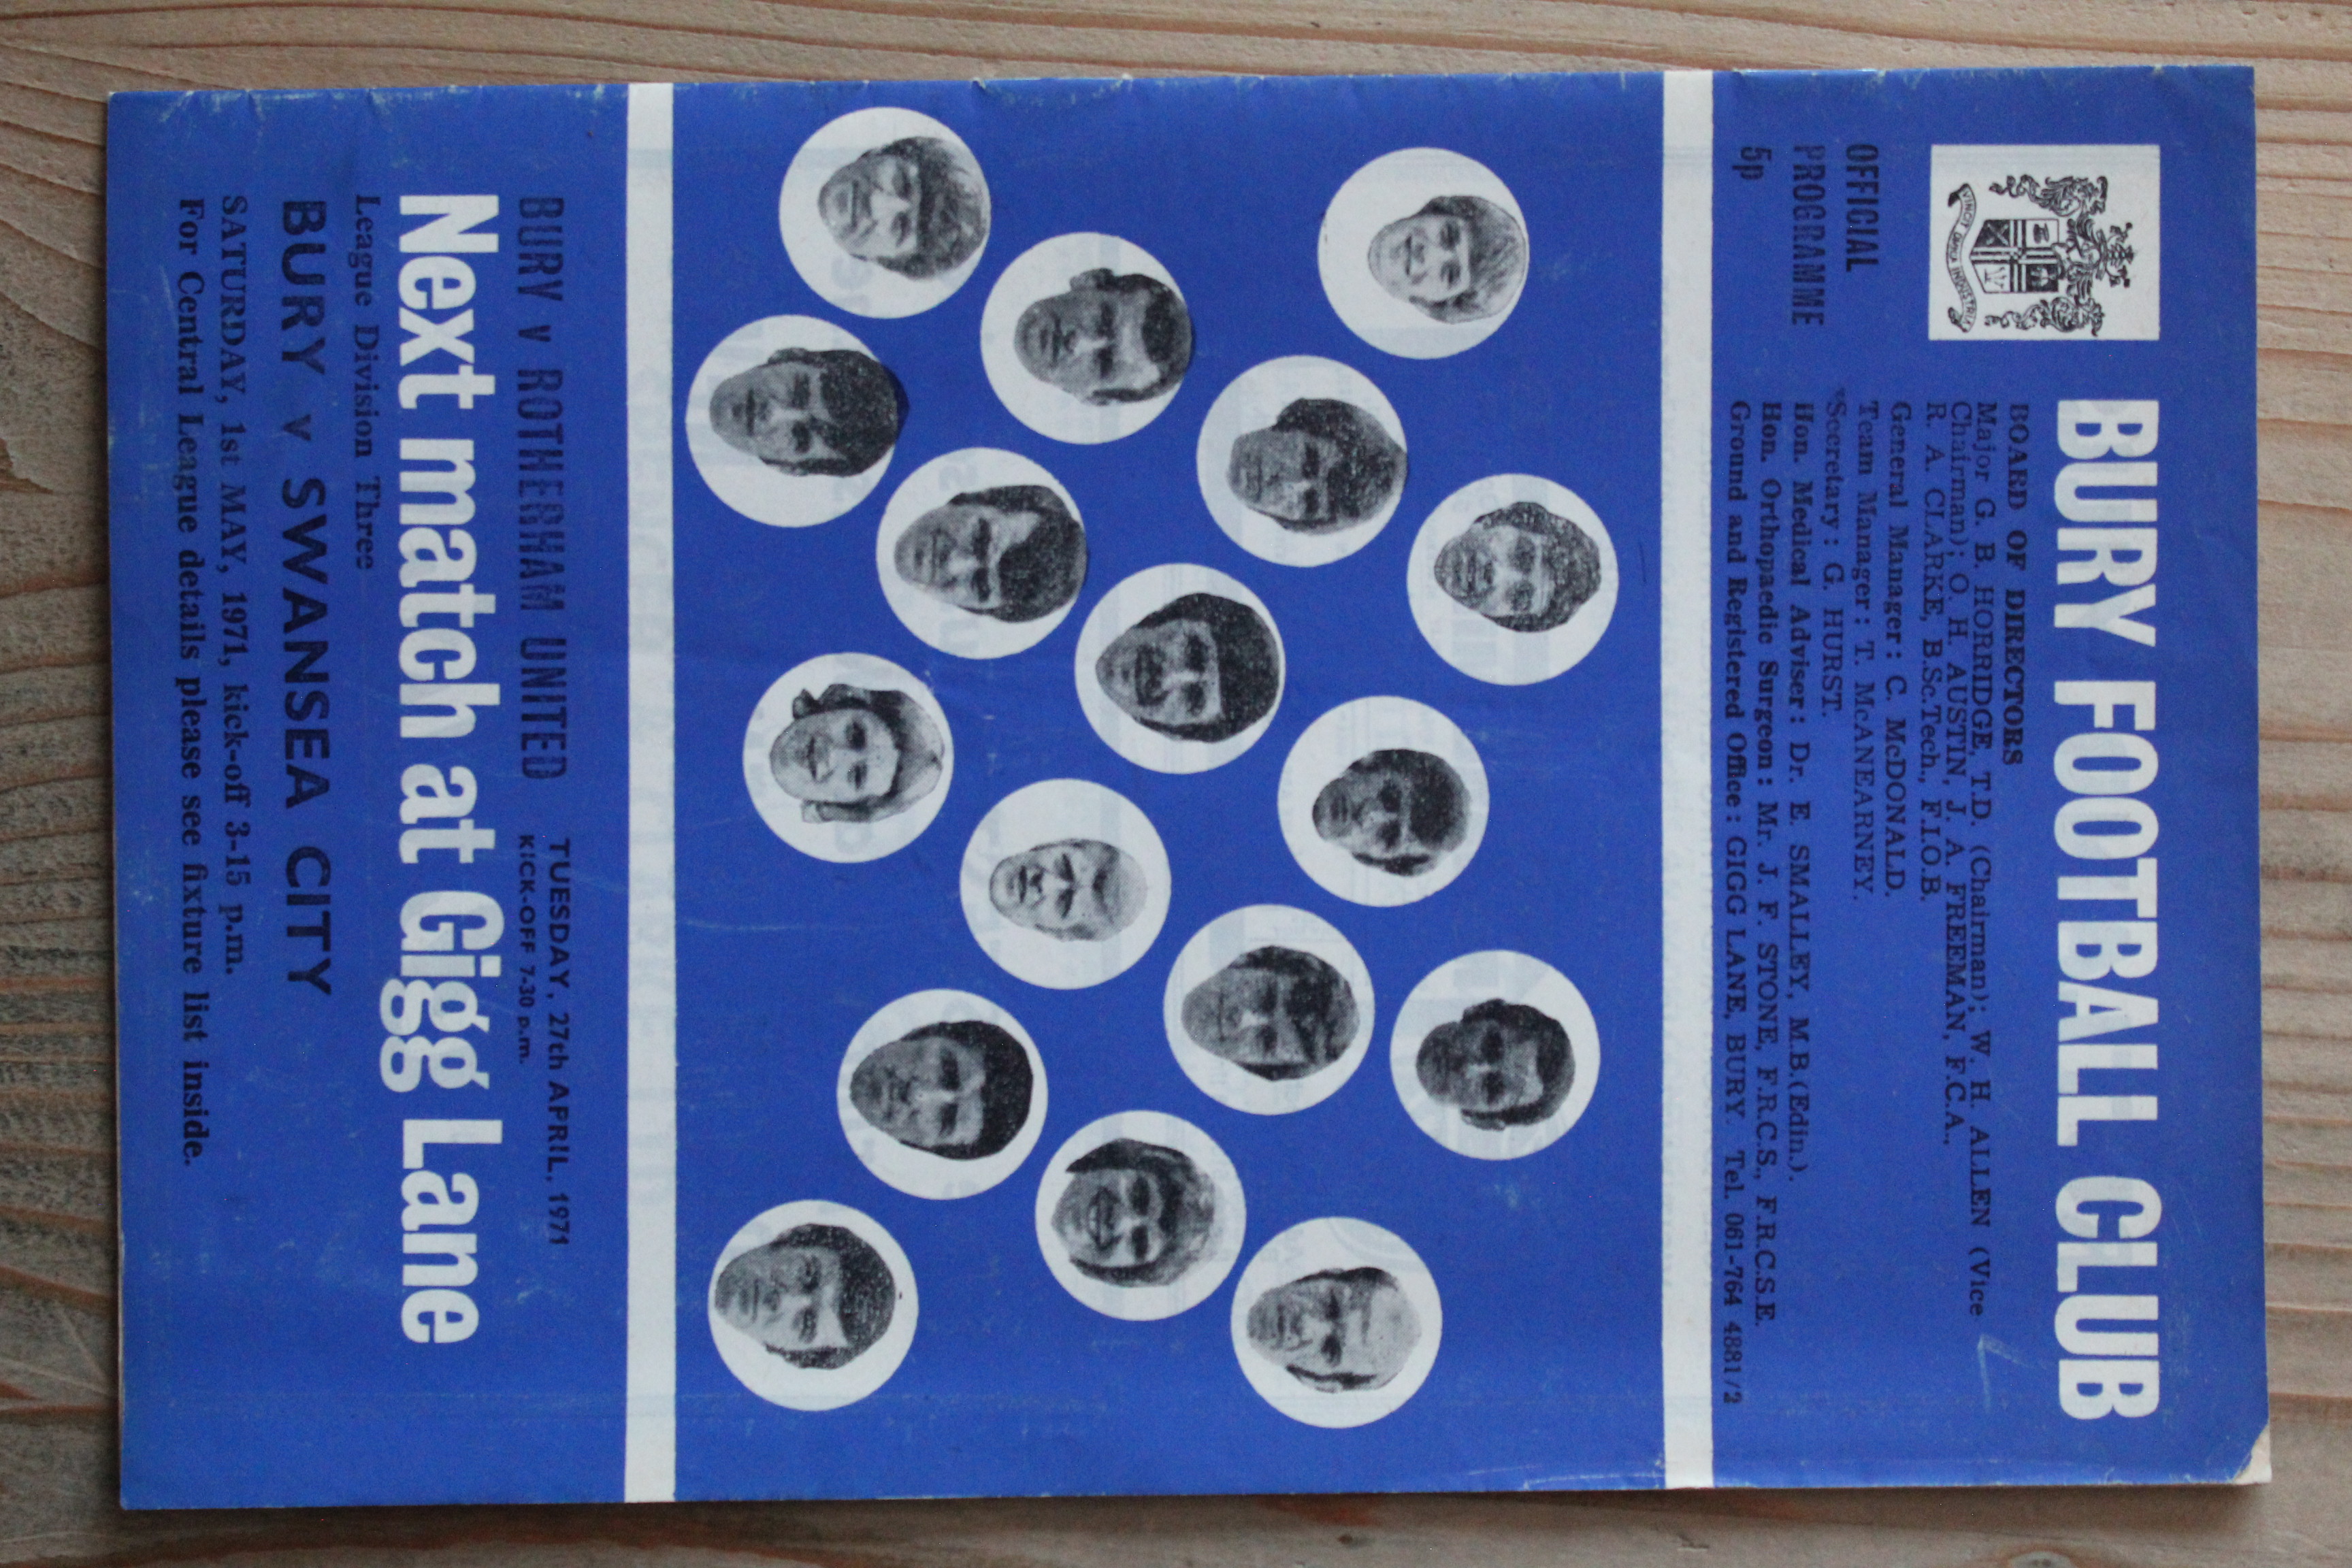 BURY FOOTBALL CLUB
VINCIT OMNIA INDUSTRIA
OFFICIAL
PROGRAMME
5p
BOARD OF DIRECTORS
Major G. B. HORRIDGE, T.D. (Chairman); W. H. ALLEN (Vice
Chairman); O. H. AUSTIN, J. A. FREEMAN, F.C.A.,
R. A. CLARKE, B.Sc.Tech., F.I.O.B.
General Manager: C. McDONALD.
Team Manager: T. McANEARNEY.
Secretary: G. HURST.
Hon. Medical Adviser: Dr. E. SMALLEY, M.B.(Edin.).
Hon. Orthopaedic Surgeon: Mr. J. F. STONE, F.R.C.S., F.R.C.S.E.
Ground and Registered Office: GIGG LANE, BURY. Tel. 061-764 4881/2
BURY v ROTHERHAM UNITED
TUESDAY, 27th APRIL, 1971
KICK-OFF 7-30 p.m.
Next match at Gigg Lane
League Division Three
BURY v SWANSEA CITY
SATURDAY, 1st MAY, 1971, kick-off 3-15 p.m.
For Central League details please see fixture list inside.